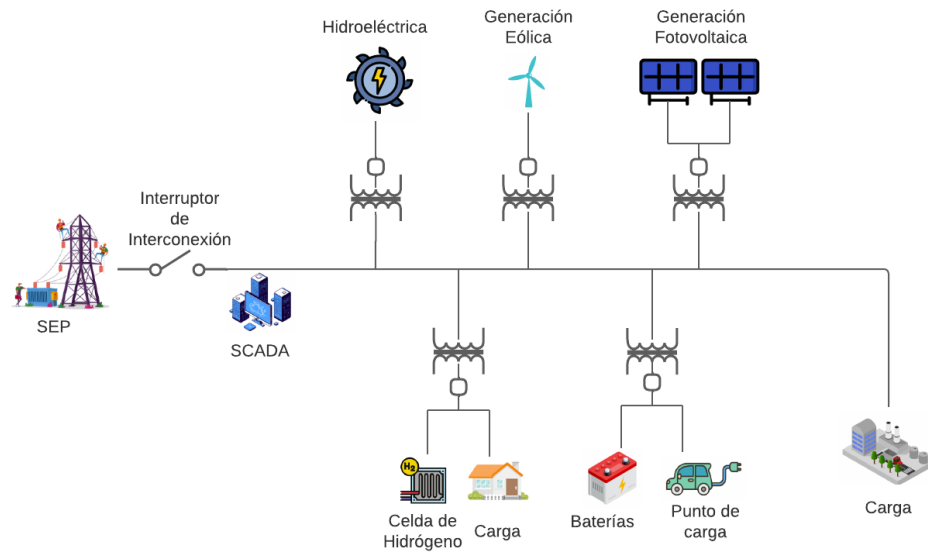 Hidroeléctrica
Generación
Eólica
Generación
Fotovoltaica
Interruptor
de
Interconexión
SEP
SCADA
H2
Celda de
Hidrógeno
Carga
Baterías
Punto de
carga
Carga